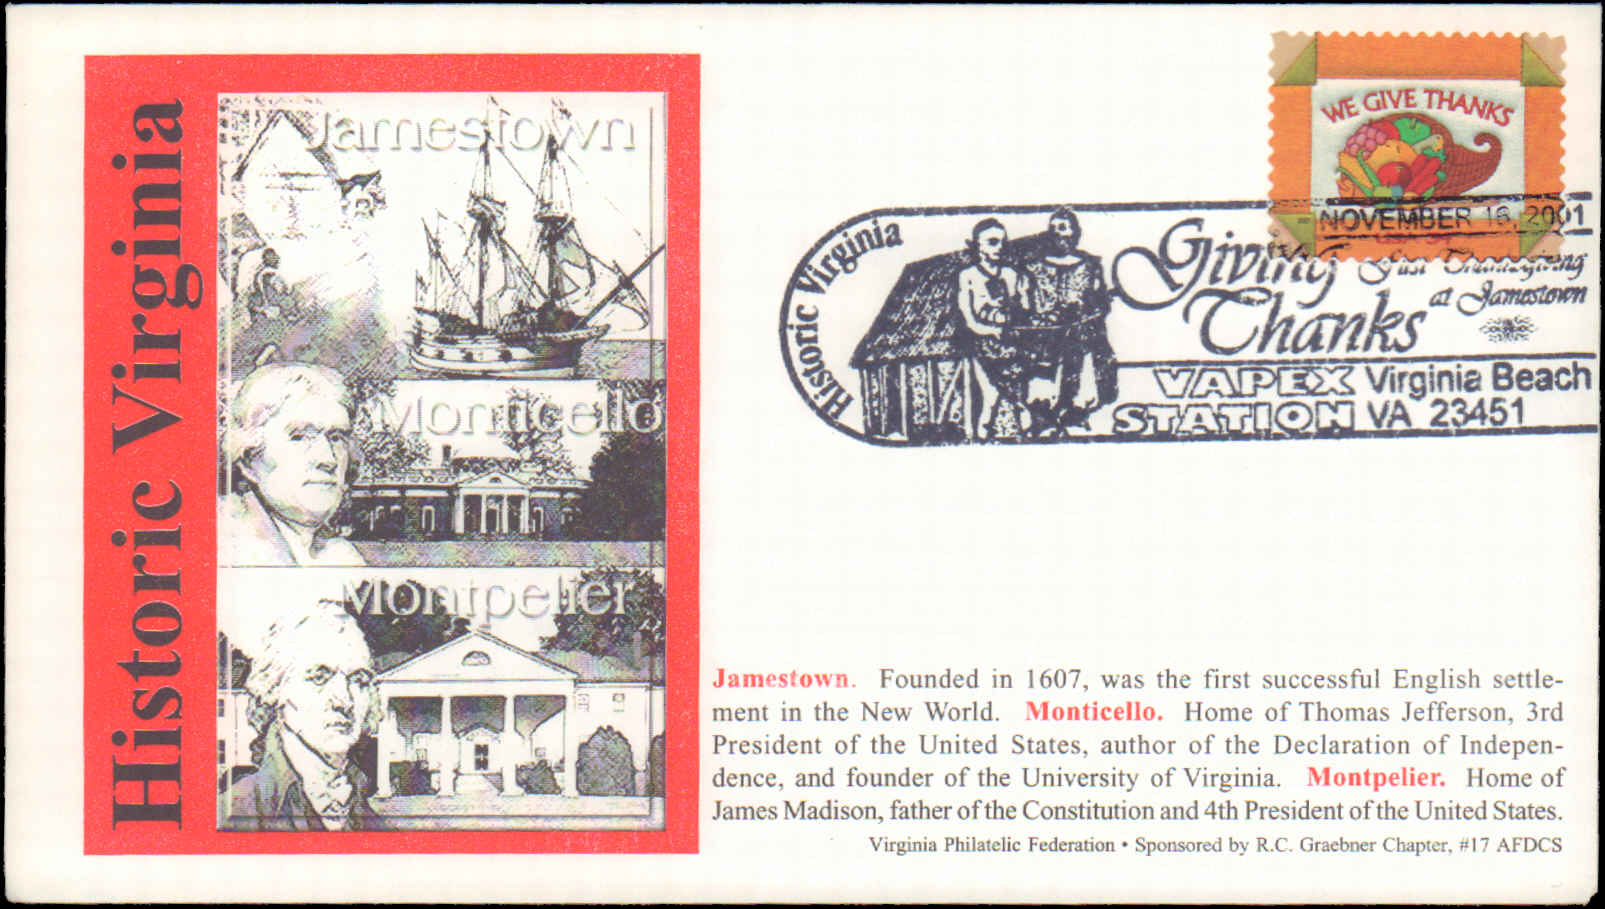 Historic Virginia
Jamestown
Monticello
Montpelier
WE GIVE THANKS
NOVEMBER 16, 2001
Historic Virginia
Giving
Thanks
First Thanksgiving
at Jamestown
VAPEX
STATION
Virginia Beach
VA 23451
Jamestown. Founded in 1607, was the first successful English settle-
ment in the New World. Monticello. Home of Thomas Jefferson, 3rd
President of the United States, author of the Declaration of Indepen-
dence, and founder of the University of Virginia. Montpelier. Home of
James Madison, father of the Constitution and 4th President of the United States.
Virginia Philatelic Federation • Sponsored by R.C. Graebner Chapter, #17 AFDCS